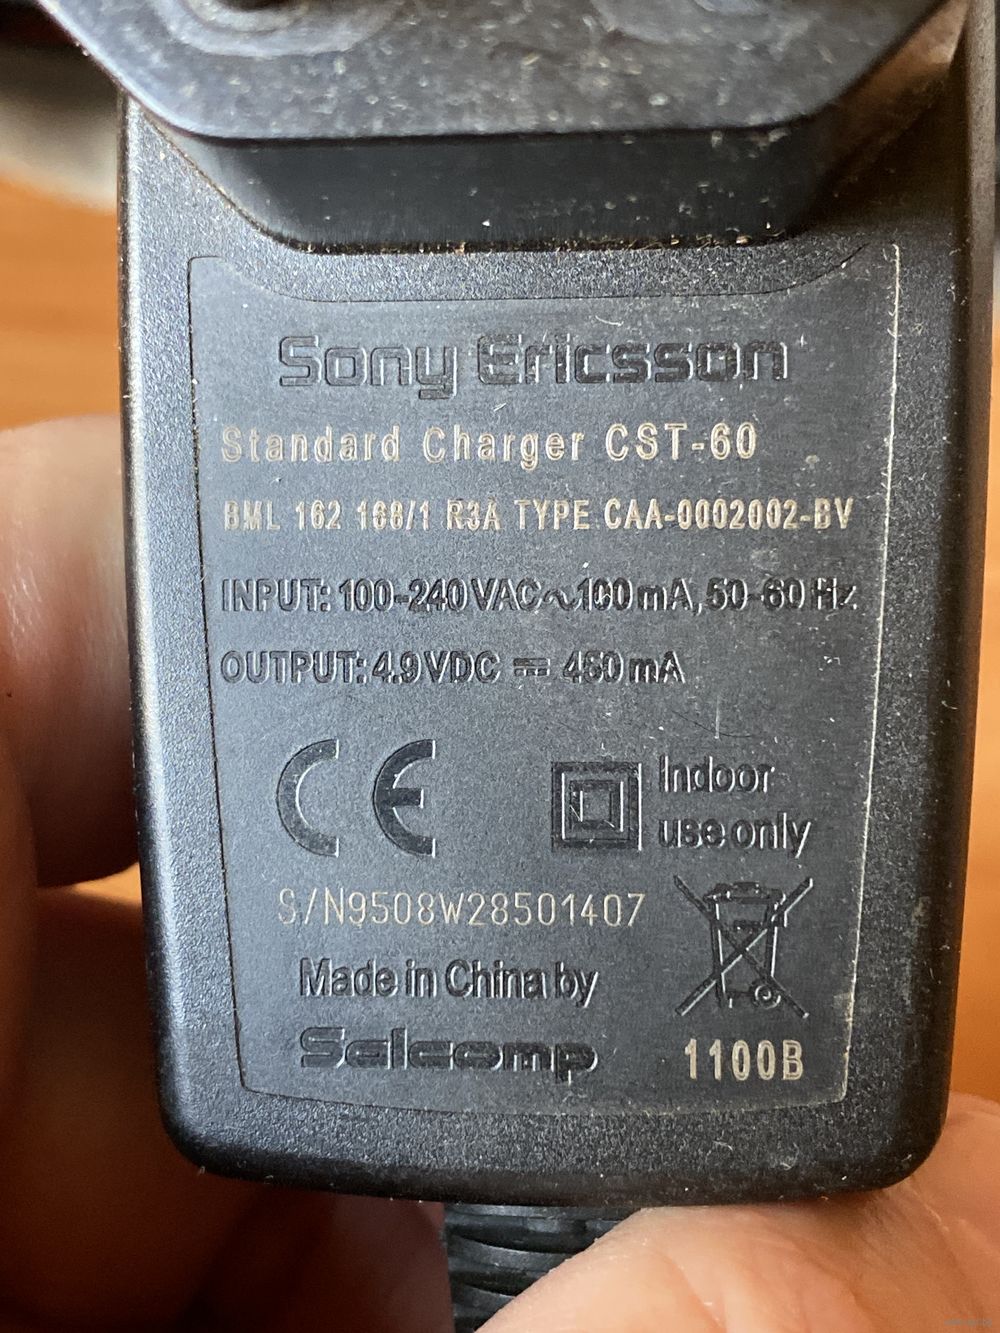 Sony Ericsson
Standard Charger CST-60
BML 162 168/1 R3A TYPE CAA-0002002-BV
INPUT: 100-240 VAC~100 mA, 50-60 Hz
OUTPUT: 4.9 VDC ⎓ 450 mA
CE
Indoor
use only
S/N9508W28501407
Made in China by
Salcomp
1100B